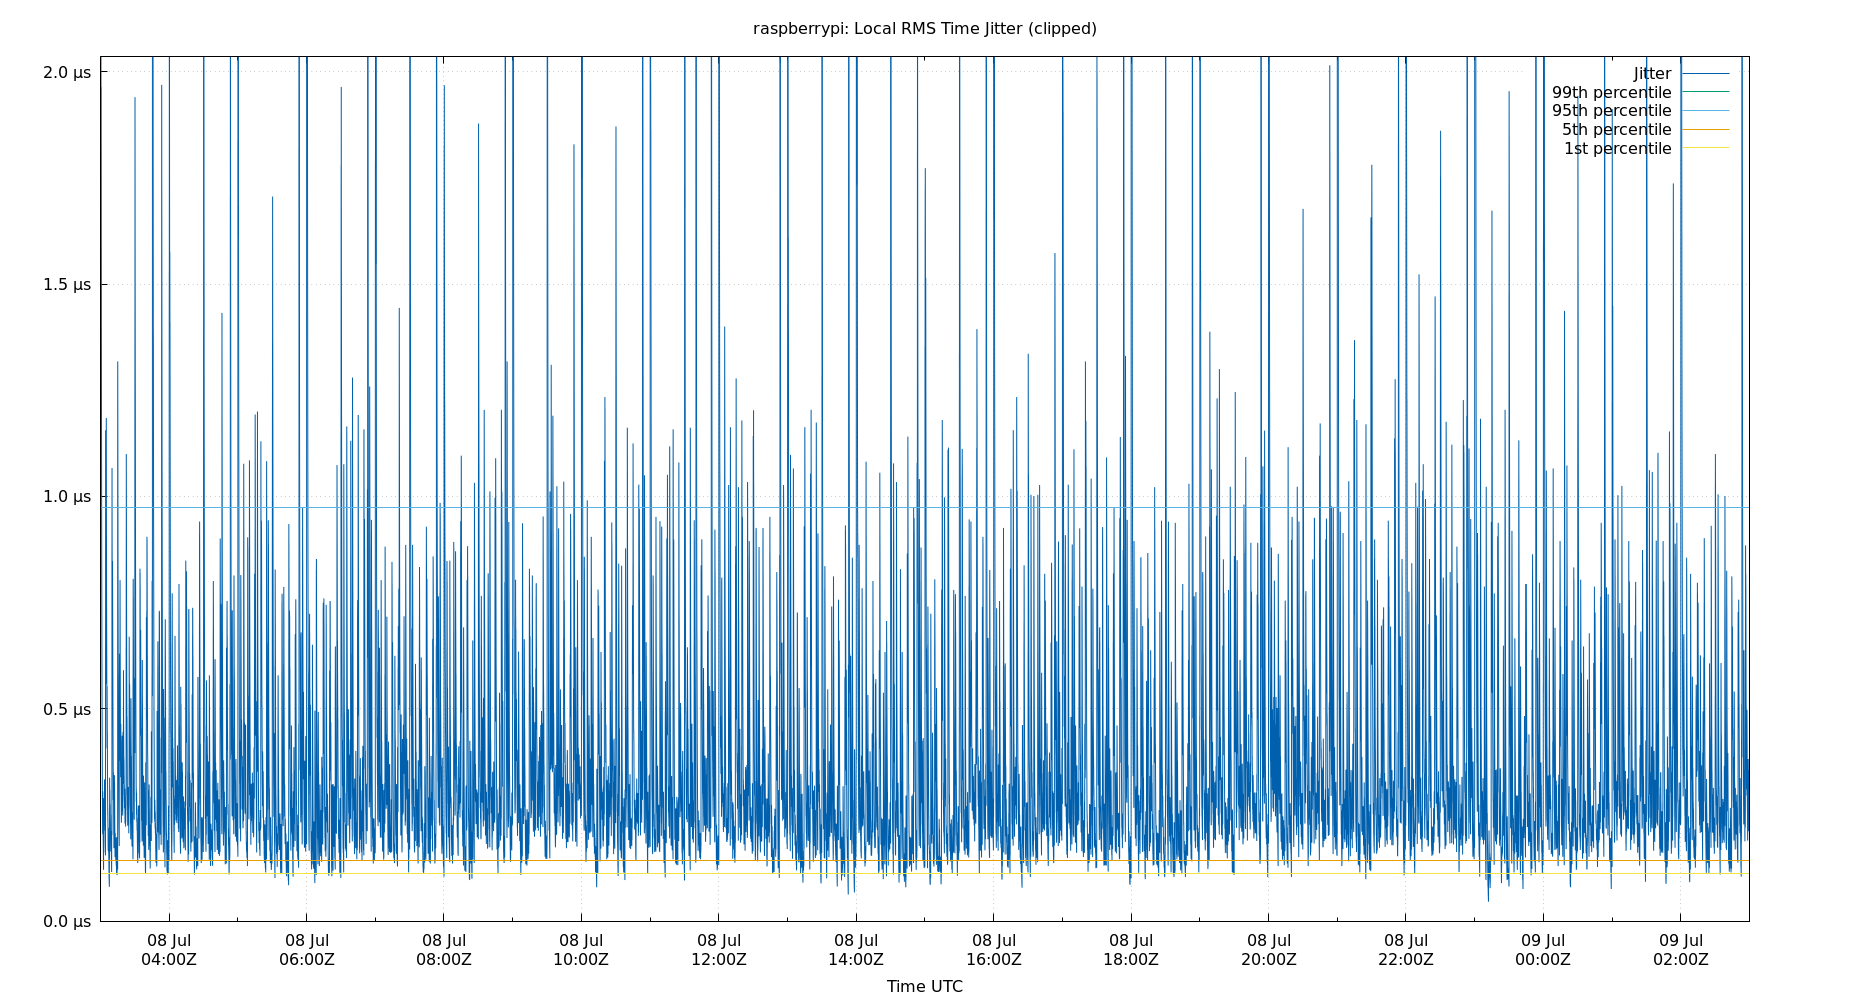 raspberrypi: Local RMS Time Jitter (clipped)
2.0 µs
1.5 µs
1.0 µs
0.5 µs
0.0 µs
Jitter
99th percentile
95th percentile
5th percentile
1st percentile
08 Jul 08 Jul 08 Jul 08 Jul 08 Jul 08 Jul 08 Jul 08 Jul 08 Jul 08 Jul 09 Jul 09 Jul
04:00Z 06:00Z 08:00Z 10:00Z 12:00Z 14:00Z 16:00Z 18:00Z 20:00Z 22:00Z 00:00Z 02:00Z
Time UTC